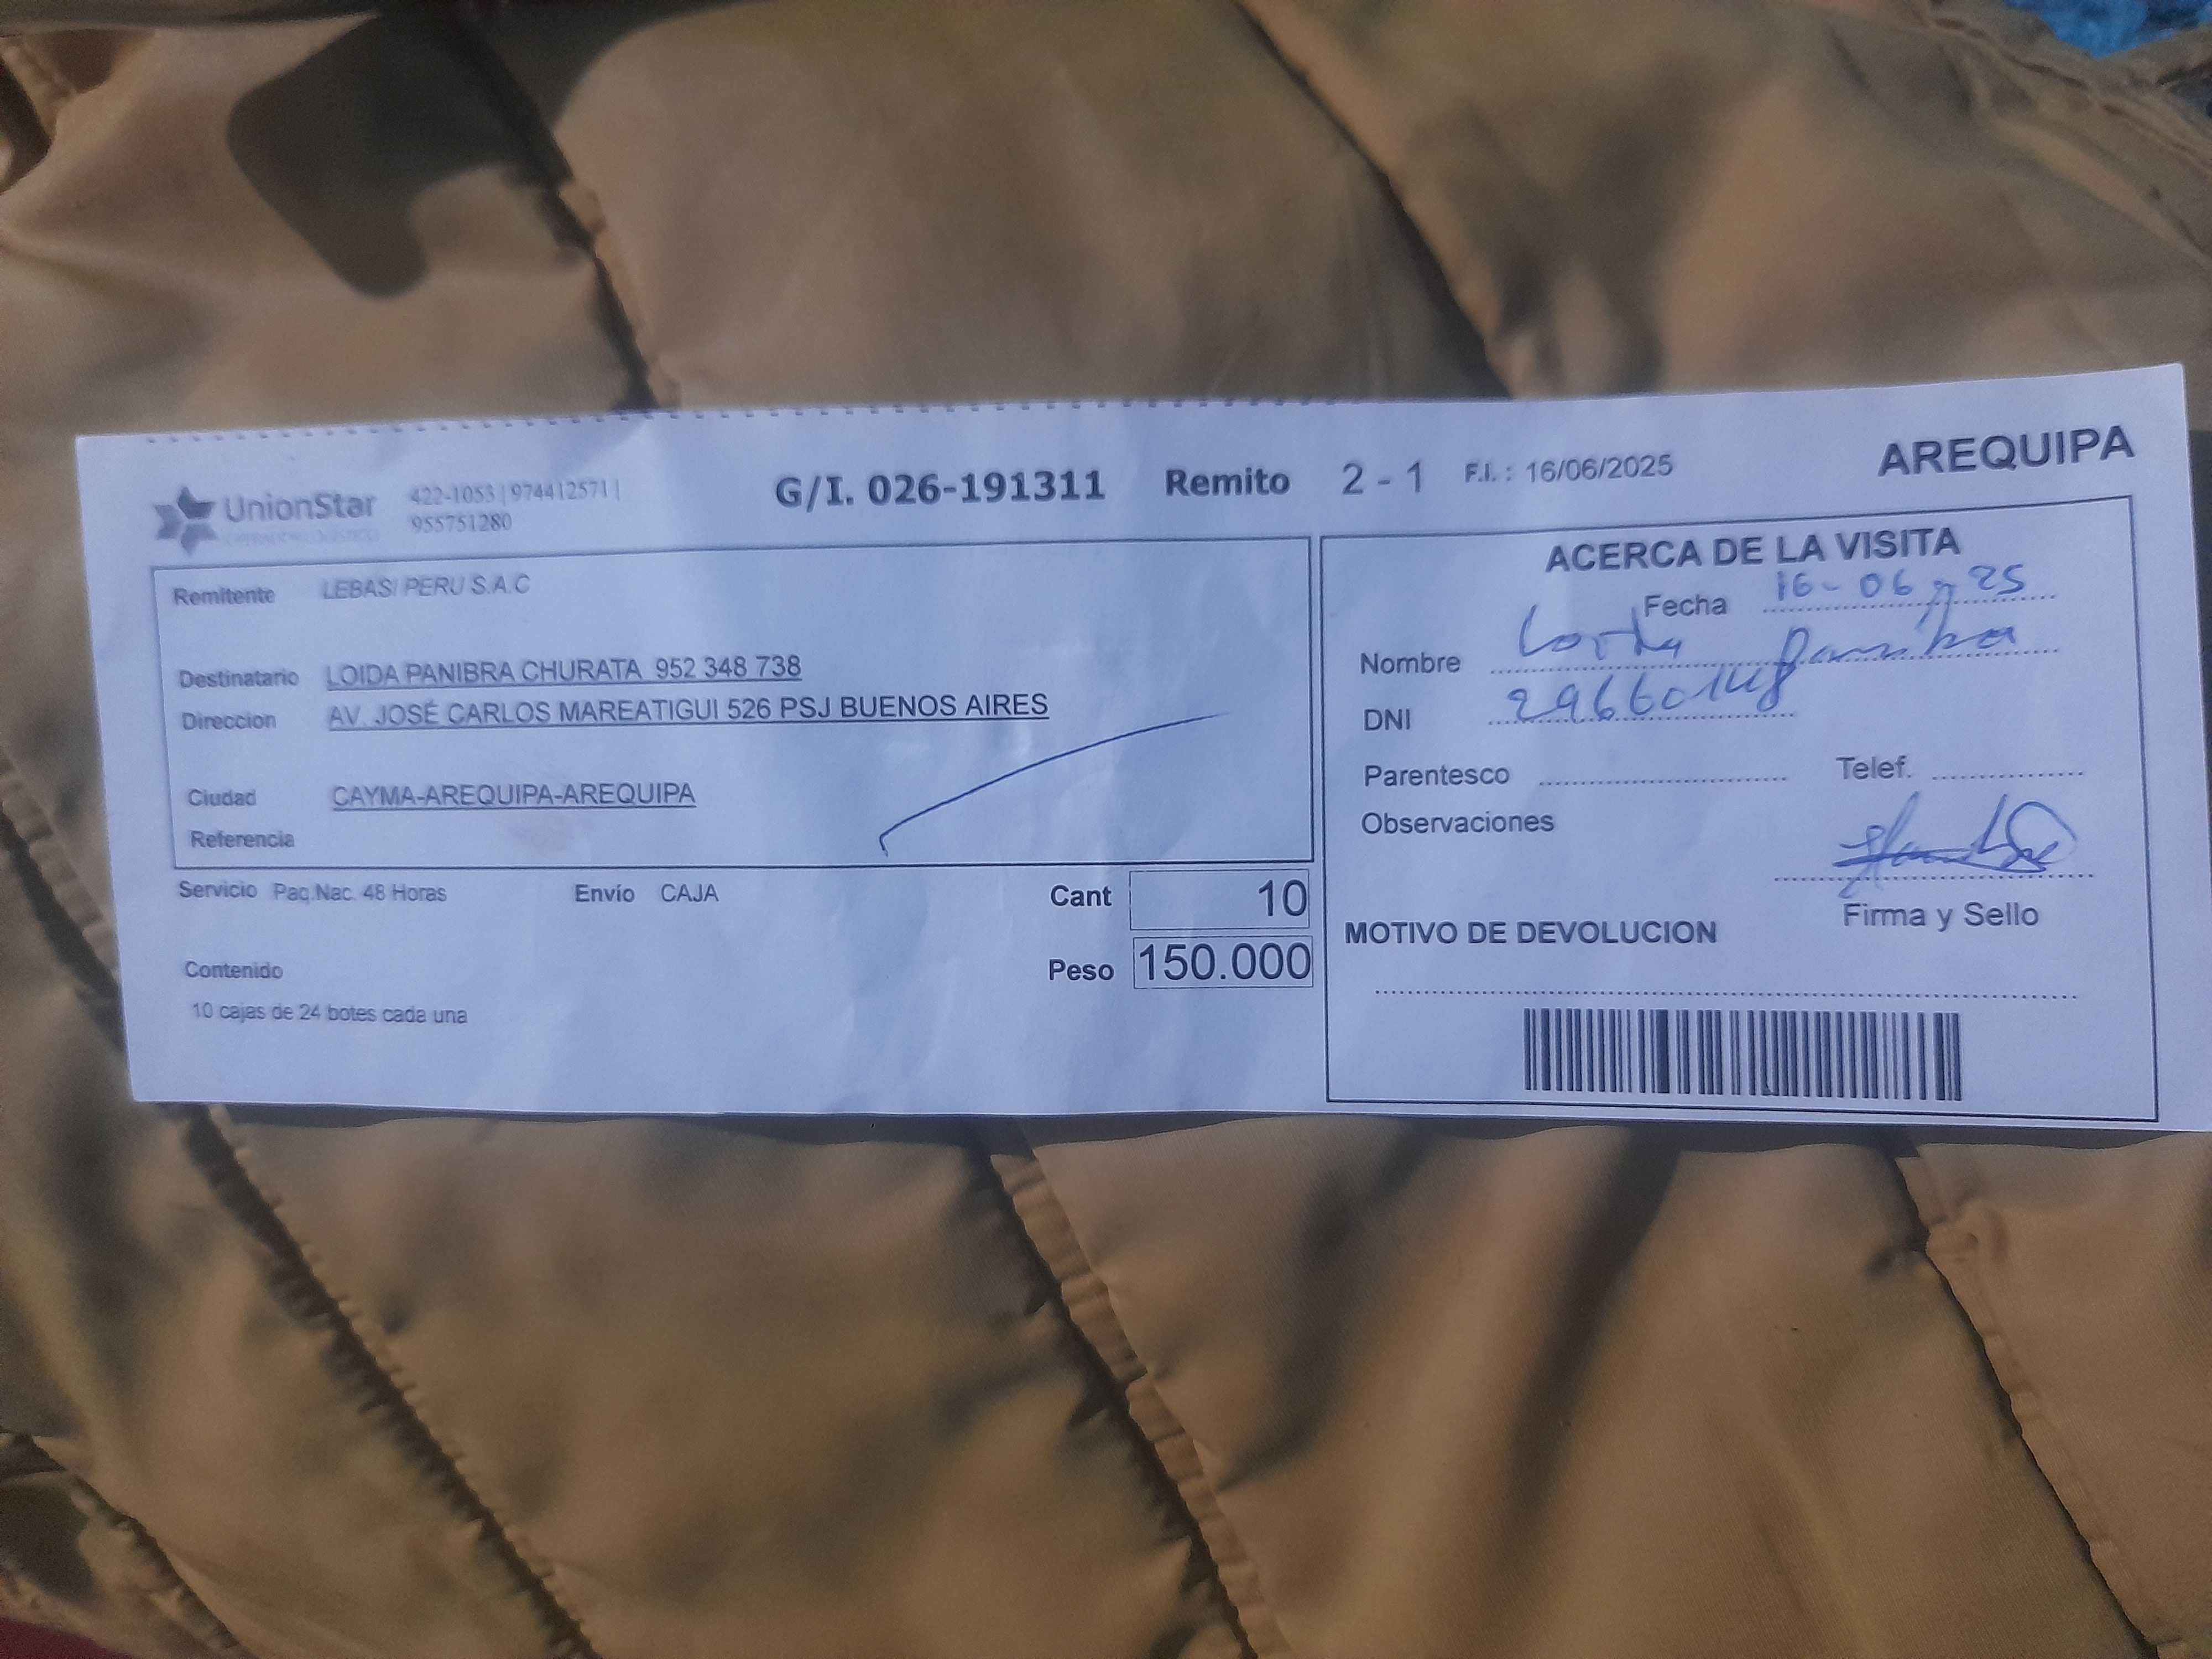 UnionStar 422-1053 | 974412571 |
955751280
G/I. 026-191311 Remito 2 - 1 F.I. : 16/06/2025 AREQUIPA
Remitente LEBASI PERU S.A.C
Destinatario LOIDA PANIBRA CHURATA 952 348 738
Direccion AV. JOSÉ CARLOS MAREATIGUI 526 PSJ BUENOS AIRES
Ciudad CAYMA-AREQUIPA-AREQUIPA
Referencia
Servicio Paq.Nac. 48 Horas Envío CAJA Cant 10
Contenido Peso 150.000
10 cajas de 24 botes cada una
ACERCA DE LA VISITA
Fecha 16-06-25
Nombre Loida Panibra
DNI 29660148
Parentesco Telef.
Observaciones
Firma y Sello
MOTIVO DE DEVOLUCION